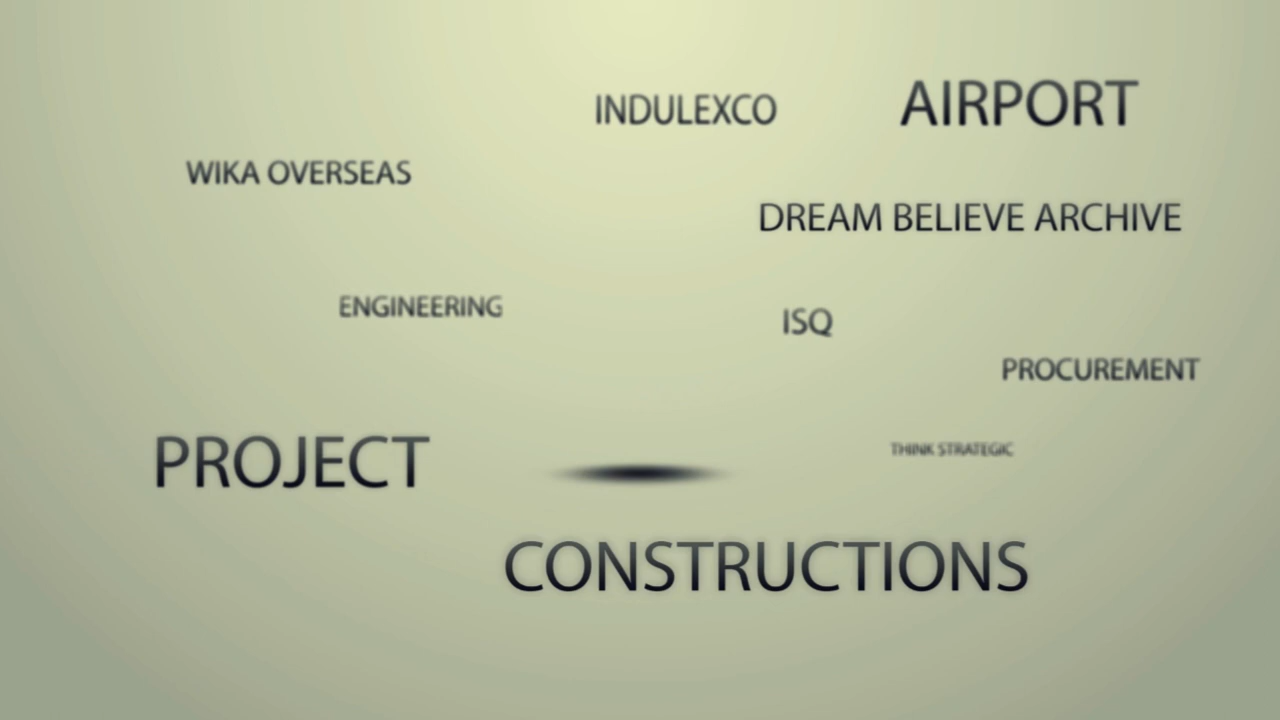 INDULEXCO
AIRPORT
WIKA OVERSEAS
DREAM BELIEVE ARCHIVE
ENGINEERING
ISQ
PROCUREMENT
PROJECT
THINK STRATEGIC
CONSTRUCTIONS